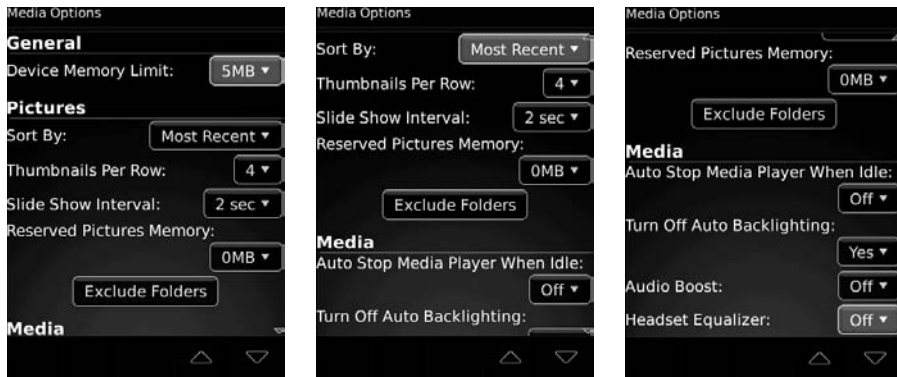 Media Options
General
Device Memory Limit: 5MB
Pictures
Sort By: Most Recent
Thumbnails Per Row: 4
Slide Show Interval: 2 sec
Reserved Pictures Memory:
0MB
Exclude Folders
Media
Media Options
Sort By: Most Recent
Thumbnails Per Row: 4
Slide Show Interval: 2 sec
Reserved Pictures Memory:
0MB
Exclude Folders
Media
Auto Stop Media Player When Idle:
Off
Turn Off Auto Backlighting:
Media Options
Reserved Pictures Memory:
0MB
Exclude Folders
Media
Auto Stop Media Player When Idle:
Off
Turn Off Auto Backlighting:
Yes
Audio Boost: Off
Headset Equalizer: Off